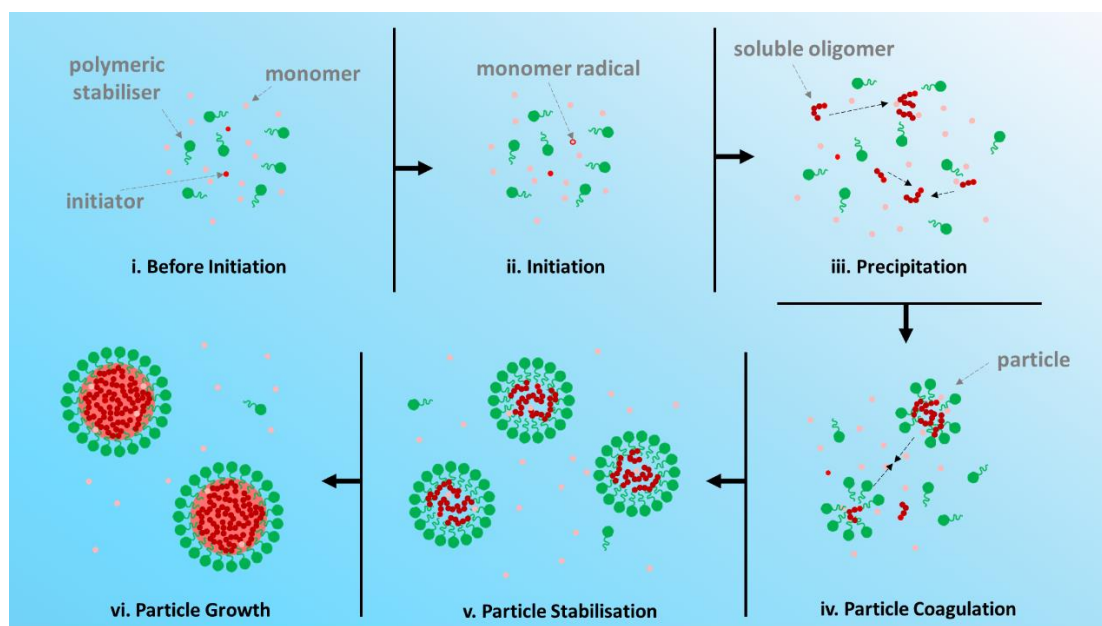 polymeric
stabiliser
monomer
initiator
i. Before Initiation
monomer radical
ii. Initiation
soluble oligomer
iii. Precipitation
particle
iv. Particle Coagulation
v. Particle Stabilisation
vi. Particle Growth